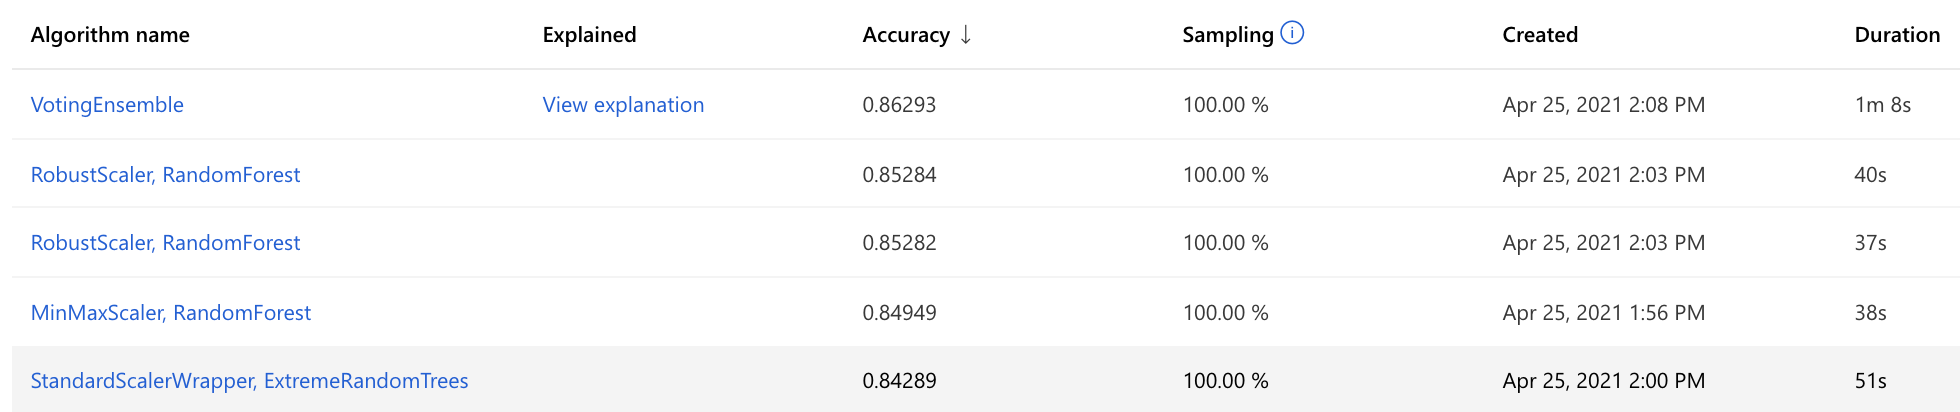 Algorithm name Explained Accuracy ↓ Sampling i Created Duration
VotingEnsemble View explanation 0.86293 100.00 % Apr 25, 2021 2:08 PM 1m 8s
RobustScaler, RandomForest 0.85284 100.00 % Apr 25, 2021 2:03 PM 40s
RobustScaler, RandomForest 0.85282 100.00 % Apr 25, 2021 2:03 PM 37s
MinMaxScaler, RandomForest 0.84949 100.00 % Apr 25, 2021 1:56 PM 38s
StandardScalerWrapper, ExtremeRandomTrees 0.84289 100.00 % Apr 25, 2021 2:00 PM 51s